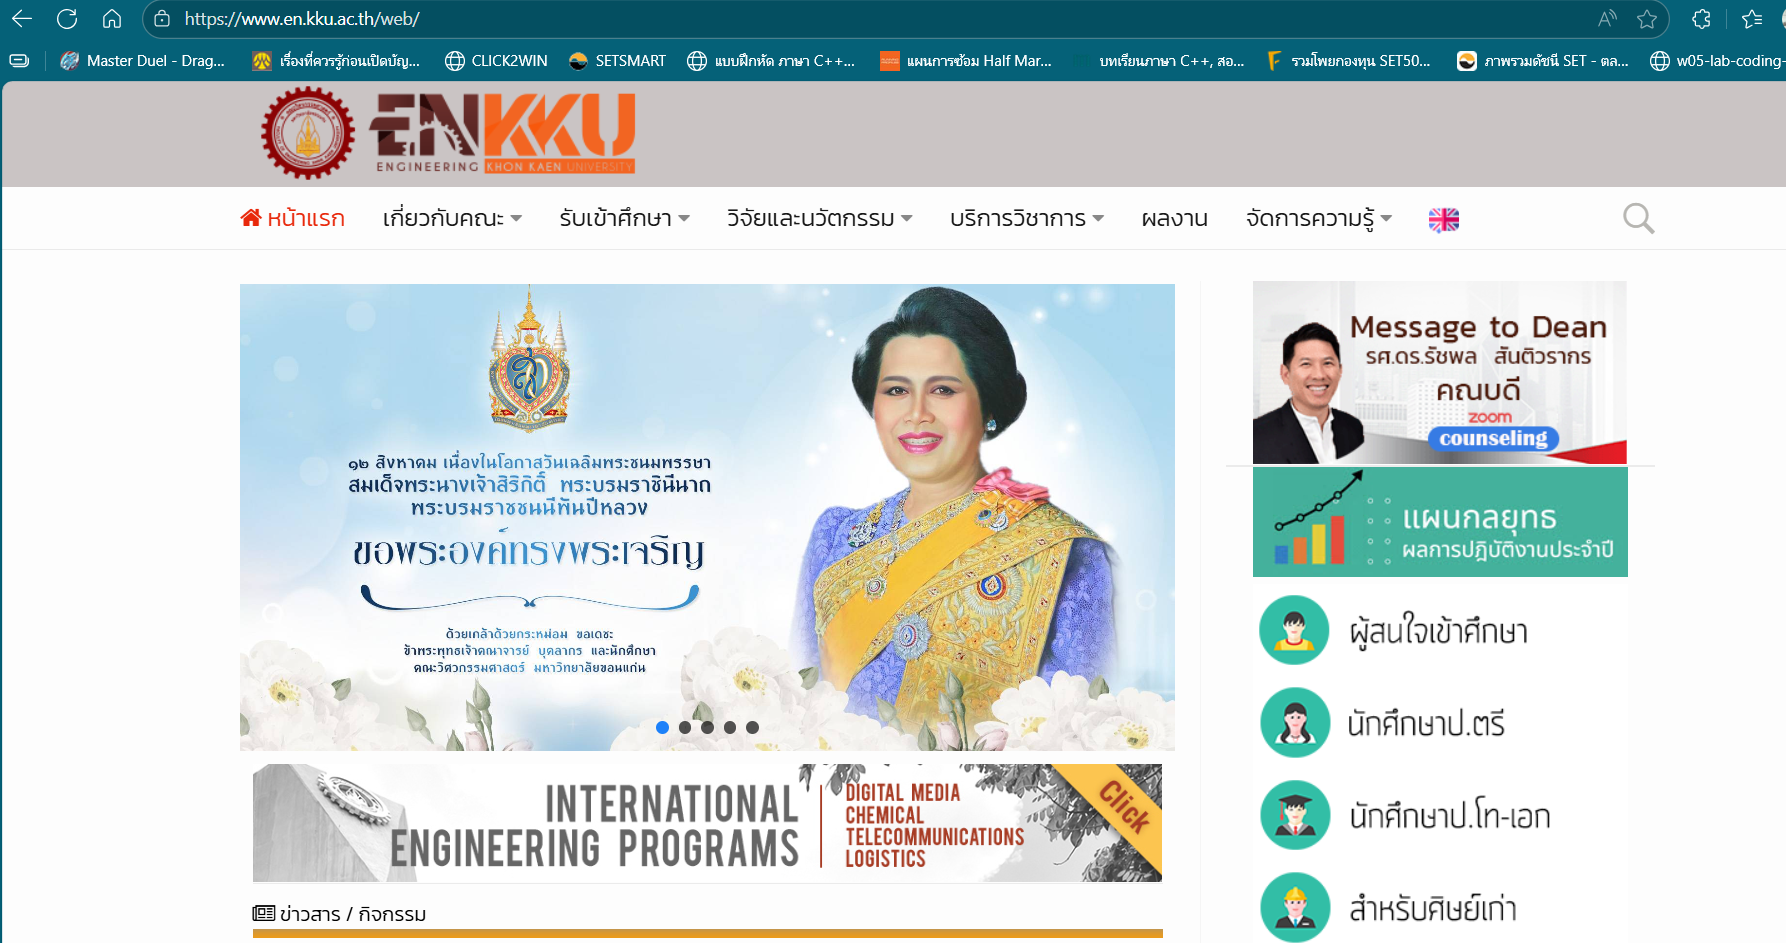 https://www.en.kku.ac.th/web/
Master Duel - Drag...
เรื่องที่ควรรู้ก่อนเปิดบัญ...
CLICK2WIN
SETSMART
แบบฝึกหัด ภาษา C++...
แผนการซ้อม Half Mar...
บทเรียนภาษา C++, สอ...
รวมโพยกองทุน SET50...
ภาพรวมดัชนี SET - ตล...
w05-lab-coding-
ENKKU
ENGINEERING KHON KAEN UNIVERSITY
หน้าแรก
เกี่ยวกับคณะ
รับเข้าศึกษา
วิจัยและนวัตกรรม
บริการวิชาการ
ผลงาน
จัดการความรู้
๑๒ สิงหาคม เนื่องในโอกาสวันเฉลิมพระชนมพรรษา
สมเด็จพระนางเจ้าสิริกิติ์ พระบรมราชินีนาถ
พระบรมราชชนนีพันปีหลวง
ขอพระองค์ทรงพระเจริญ
ด้วยเกล้าด้วยกระหม่อม ขอเดชะ
ข้าพระพุทธเจ้าคณาจารย์ บุคลากร และนักศึกษา
คณะวิศวกรรมศาสตร์ มหาวิทยาลัยขอนแก่น
Message to Dean
รศ.ดร.รัชพล สันติวรากร
คณบดี
zoom
counseling
แผนกลยุทธ
ผลการปฏิบัติงานประจำปี
ผู้สนใจเข้าศึกษา
นักศึกษาป.ตรี
นักศึกษาป.โท-เอก
สำหรับศิษย์เก่า
INTERNATIONAL
ENGINEERING PROGRAMS
DIGITAL MEDIA
CHEMICAL
TELECOMMUNICATIONS
LOGISTICS
Click
ข่าวสาร / กิจกรรม